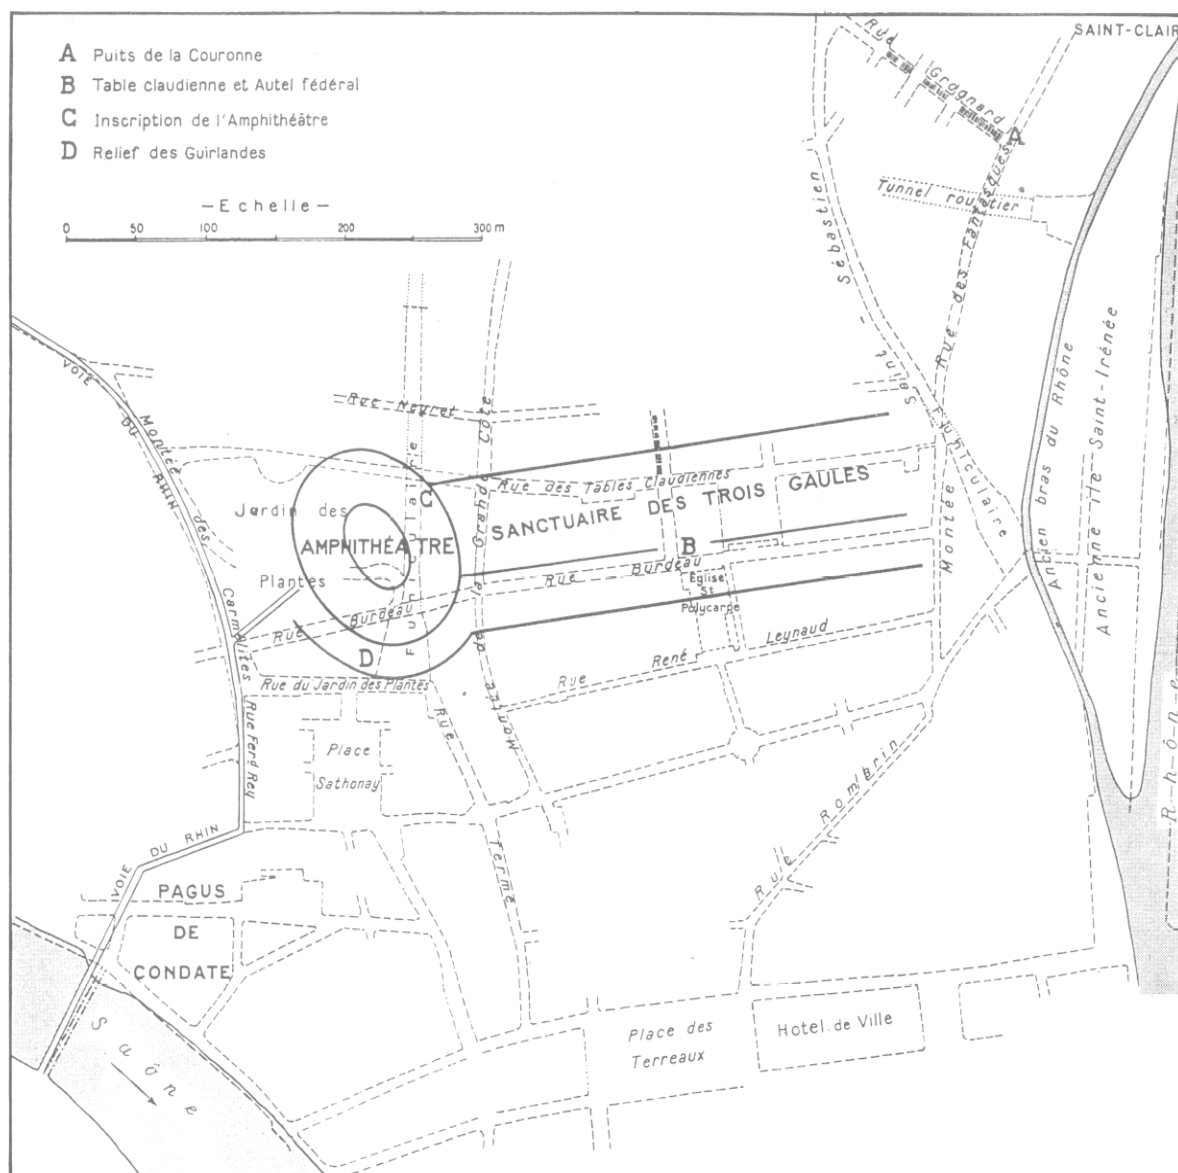 A Puits de la Couronne
B Table claudienne et Autel fédéral
C Inscription de l'Amphithéâtre
D Relief des Guirlandes
—Echelle—
0 50 100 200 300 m
SAINT-CLAIR
Rue Grognard
A
Tunnel routier
Rue des Fantasques
Montée Saint Sébastien
Funiculaire
Ancien bras du Rhône
Ancienne île Saint-Irénée
R-h-ô-n-e
VOIE DU RHIN
Montée des Carmélites
Rue Neyret
Montée de la Grande Côte
Funiculaire
C
Rue des Tables Claudiennes
SANCTUAIRE DES TROIS GAULES
Jardin des
Plantes
AMPHITHÉATRE
B
Rue Burdeau
Eglise
St
Polycarpe
Rue Burdeau
D
Rue René Leynaud
Rue du Jardin des Plantes
Rue Ferd Rey
Place
Sathonay
Rue Terme
Rue Romarin
VOIE DU RHIN
PAGUS
DE
CONDATE
Saône
Place des
Terreaux
Hotel de Ville